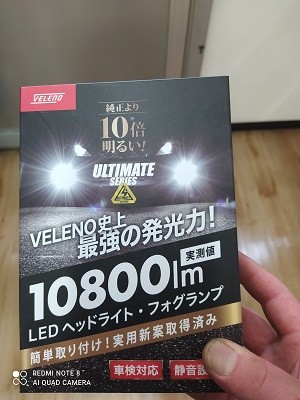 VELENO
純正より
10倍
明るい!
ULTIMATE
SERIES
VELENO史上
最強の発光力!
実測値
10800lm
LEDヘッドライト・フォグランプ
簡単取り付け!実用新案取得済み
車検対応 静音設
REDMI NOTE 8
AI QUAD CAMERA